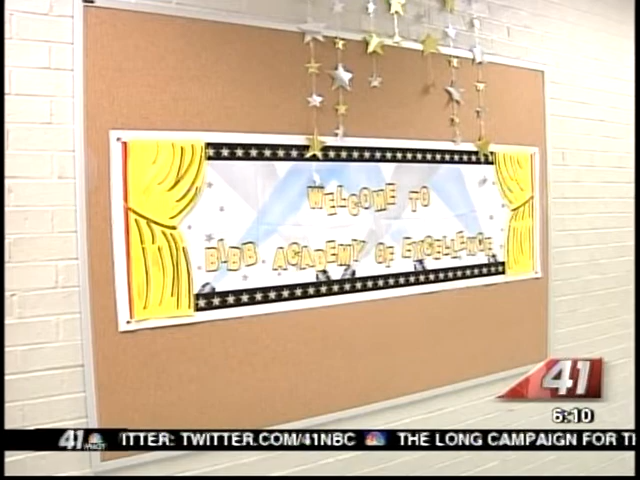 WELCOME TO
BIBB ACADEMY OF EXCELLENCE
41
6:10
41 ITTER: TWITTER.COM/41NBC THE LONG CAMPAIGN FOR T